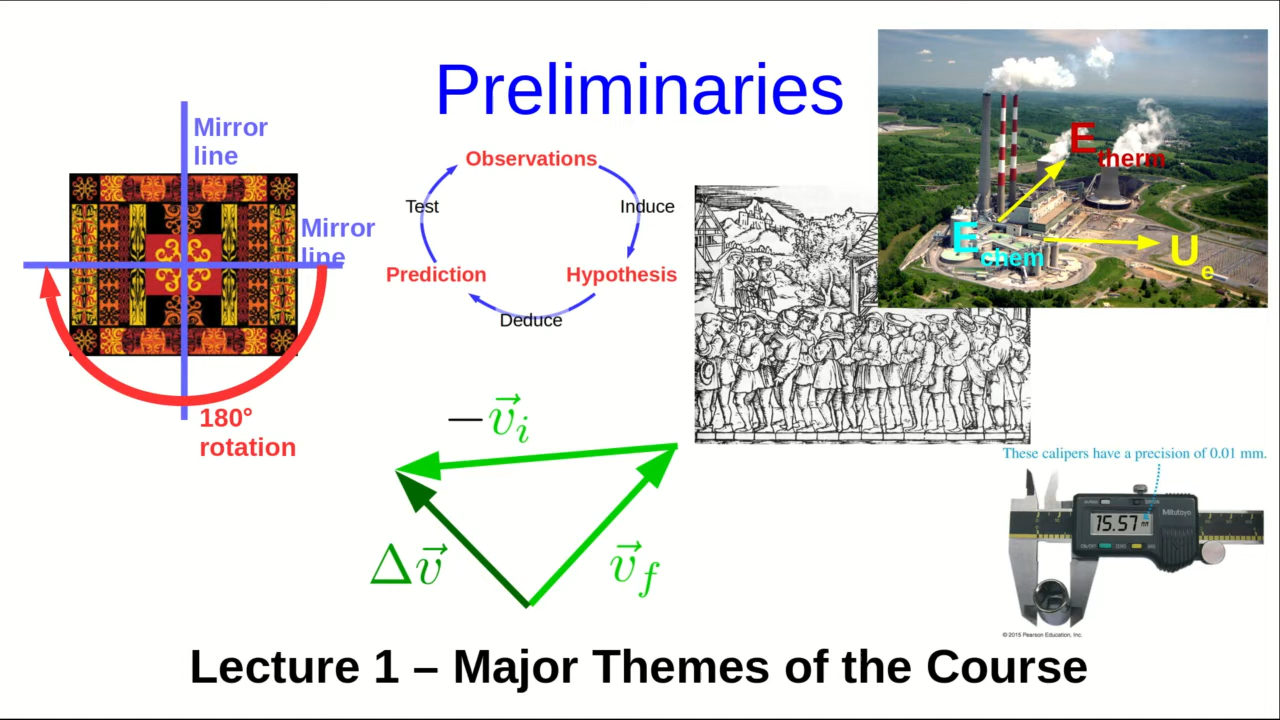 Preliminaries
Mirror
line
Mirror
line
180°
rotation
Observations
Test
Induce
Prediction
Hypothesis
Deduce
E therm
E chem
U e
−v⃗ᵢ
Δv⃗
v⃗_f
These calipers have a precision of 0.01 mm.
Mitutoyo
15.57
©2015 Pearson Education, Inc.
Lecture 1 – Major Themes of the Course